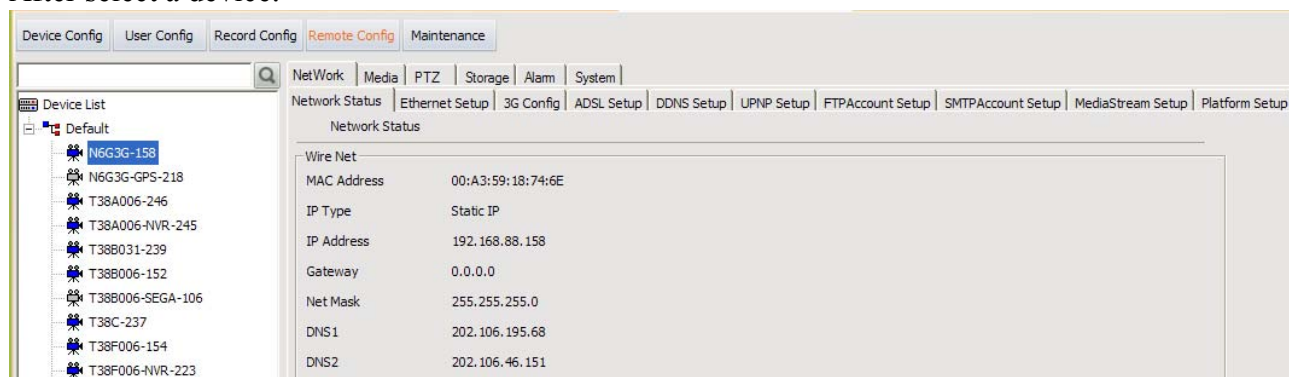 After select a device:
Device Config User Config Record Config Remote Config Maintenance
NetWork Media PTZ Storage Alarm System
Device List
Network Status Ethernet Setup 3G Config ADSL Setup DDNS Setup UPNP Setup FTPAccount Setup SMTPAccount Setup MediaStream Setup Platform Setup
Default
Network Status
N6G3G-158
Wire Net
N6G3G-GPS-218
MAC Address 00:A3:59:18:74:6E
T38A006-246
IP Type Static IP
T38A006-NVR-245
IP Address 192.168.88.158
T38B031-239
T38B006-152
Gateway 0.0.0.0
T38B006-SEGA-106
Net Mask 255.255.255.0
T38C-237
DNS1 202.106.195.68
T38F006-154
DNS2 202.106.46.151
T38F006-NVR-223